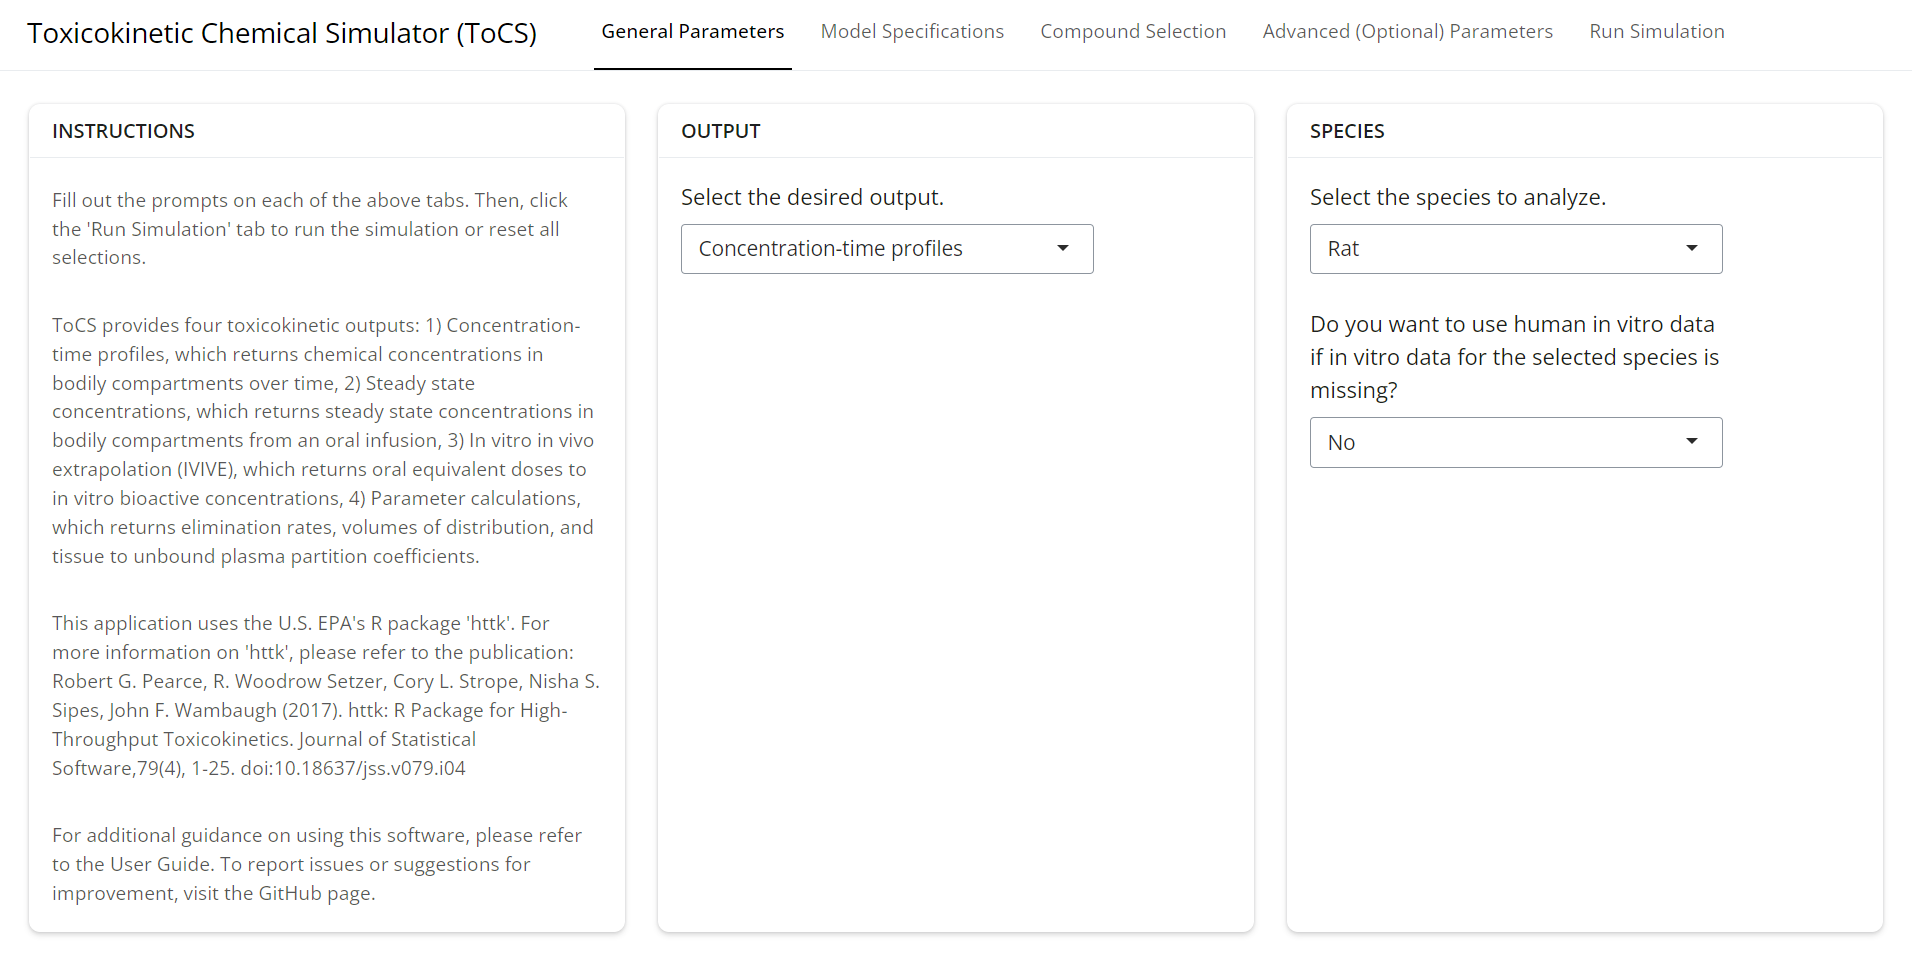 Toxicokinetic Chemical Simulator (ToCS)
General Parameters
Model Specifications
Compound Selection
Advanced (Optional) Parameters
Run Simulation
INSTRUCTIONS
Fill out the prompts on each of the above tabs. Then, click
the 'Run Simulation' tab to run the simulation or reset all
selections.
ToCS provides four toxicokinetic outputs: 1) Concentration-
time profiles, which returns chemical concentrations in
bodily compartments over time, 2) Steady state
concentrations, which returns steady state concentrations in
bodily compartments from an oral infusion, 3) In vitro in vivo
extrapolation (IVIVE), which returns oral equivalent doses to
in vitro bioactive concentrations, 4) Parameter calculations,
which returns elimination rates, volumes of distribution, and
tissue to unbound plasma partition coefficients.
This application uses the U.S. EPA's R package 'httk'. For
more information on 'httk', please refer to the publication:
Robert G. Pearce, R. Woodrow Setzer, Cory L. Strope, Nisha S.
Sipes, John F. Wambaugh (2017). httk: R Package for High-
Throughput Toxicokinetics. Journal of Statistical
Software,79(4), 1-25. doi:10.18637/jss.v079.i04
For additional guidance on using this software, please refer
to the User Guide. To report issues or suggestions for
improvement, visit the GitHub page.
OUTPUT
Select the desired output.
Concentration-time profiles
SPECIES
Select the species to analyze.
Rat
Do you want to use human in vitro data
if in vitro data for the selected species is
missing?
No